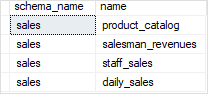 schema_name name
sales product_catalog
sales salesman_revenues
sales staff_sales
sales daily_sales